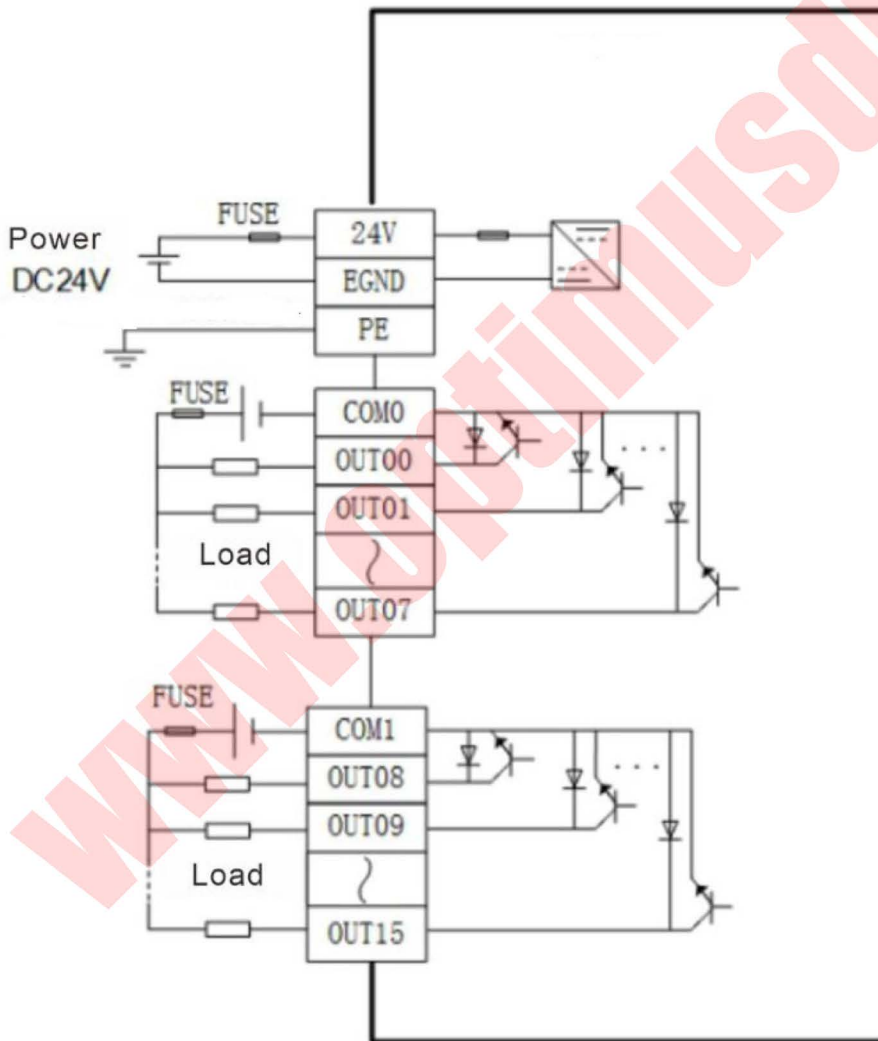 FUSE
24V
Power
DC24V
EGND
PE
FUSE
COM0
OUT00
OUT01
Load
OUT07
FUSE
COM1
OUT08
OUT09
Load
OUT15
www.optimusd